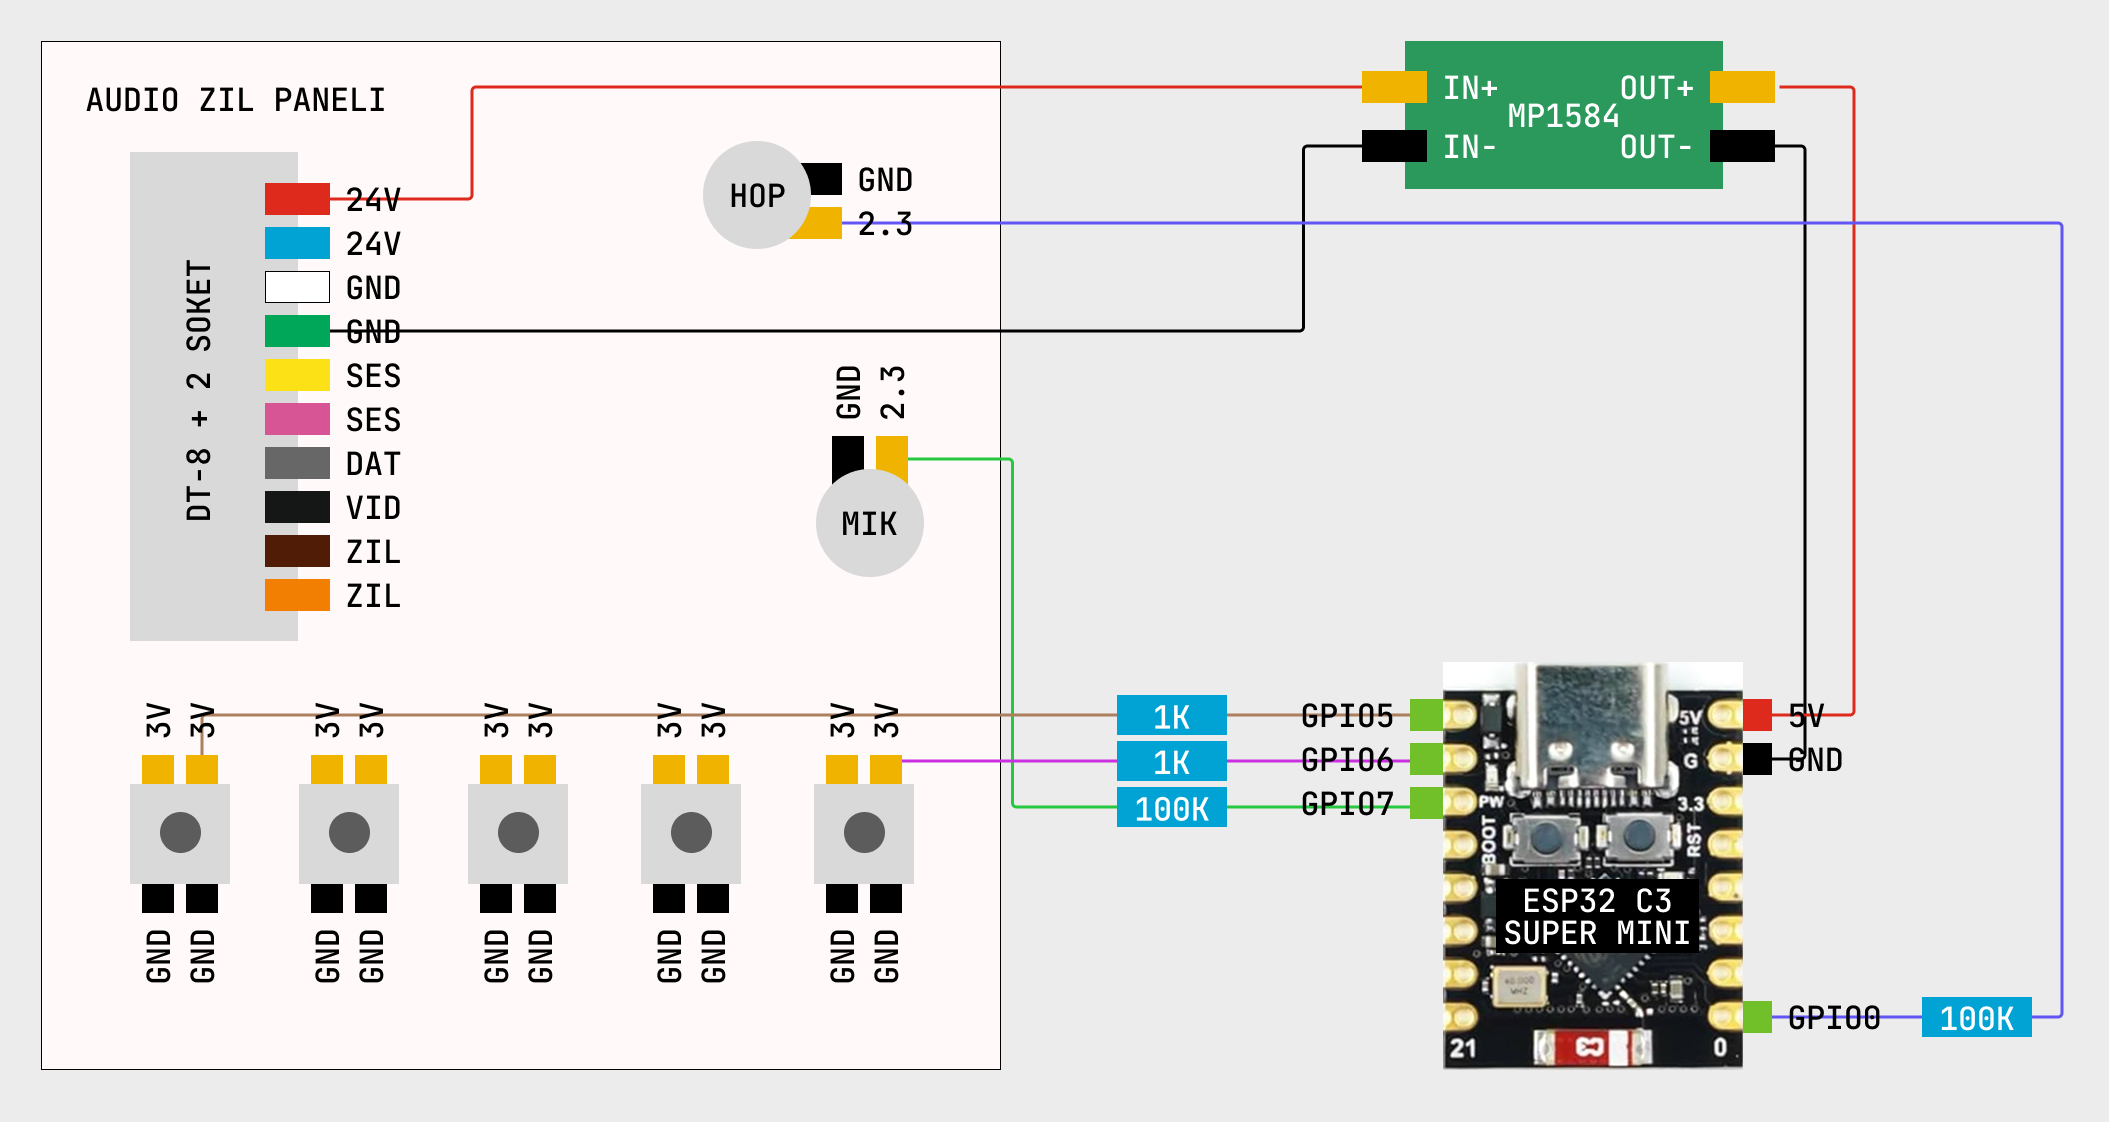 AUDIO ZIL PANELI
DT-8 + 2 SOKET
24V
24V
GND
GND
SES
SES
DAT
VID
ZIL
ZIL
HOP
GND
2.3
GND
2.3
MIK
IN+
OUT+
MP1584
IN-
OUT-
3V
3V
3V
3V
3V
3V
3V
3V
3V
3V
GND
GND
GND
GND
GND
GND
GND
GND
GND
GND
1K
GPIO5
1K
GPIO6
100K
GPIO7
5V
5V
G
GND
PW
3.3
BOOT
RST
ESP32 C3
SUPER MINI
40.000
MHZ
21
0
GPIO0
100K